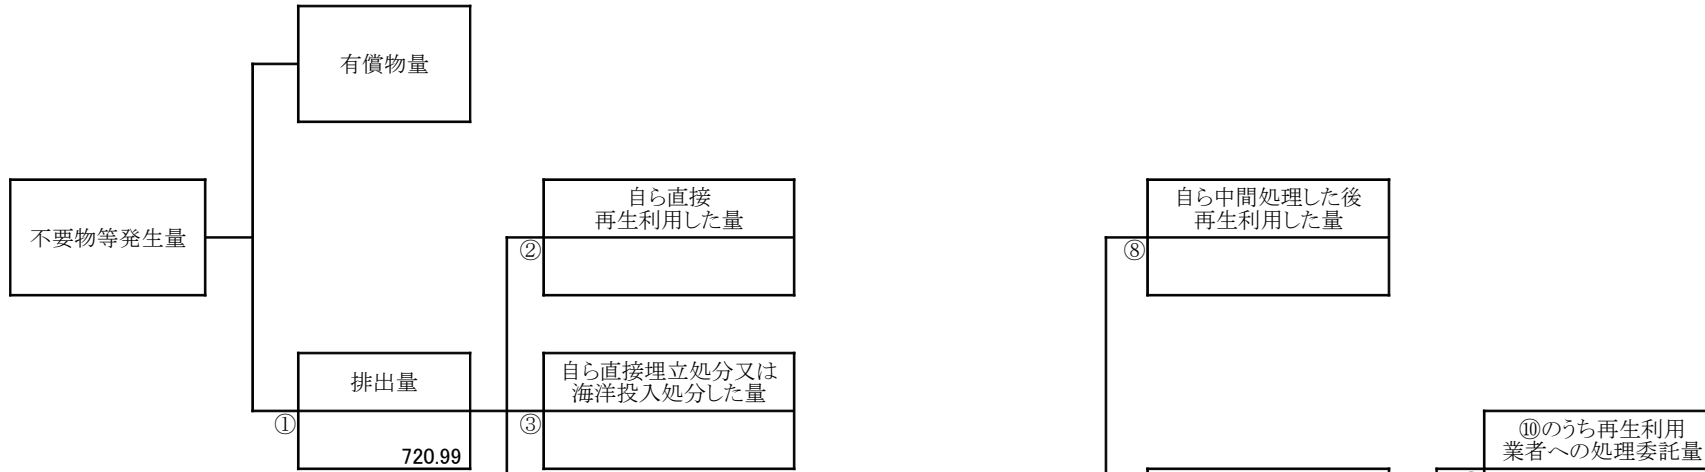 有償物量
不要物等発生量
自ら直接
再生利用した量
②
自ら中間処理した後
再生利用した量
⑧
排出量
①
720.99
自ら直接埋立処分又は
海洋投入処分した量
③
⑩のうち再生利用
業者への処理委託量